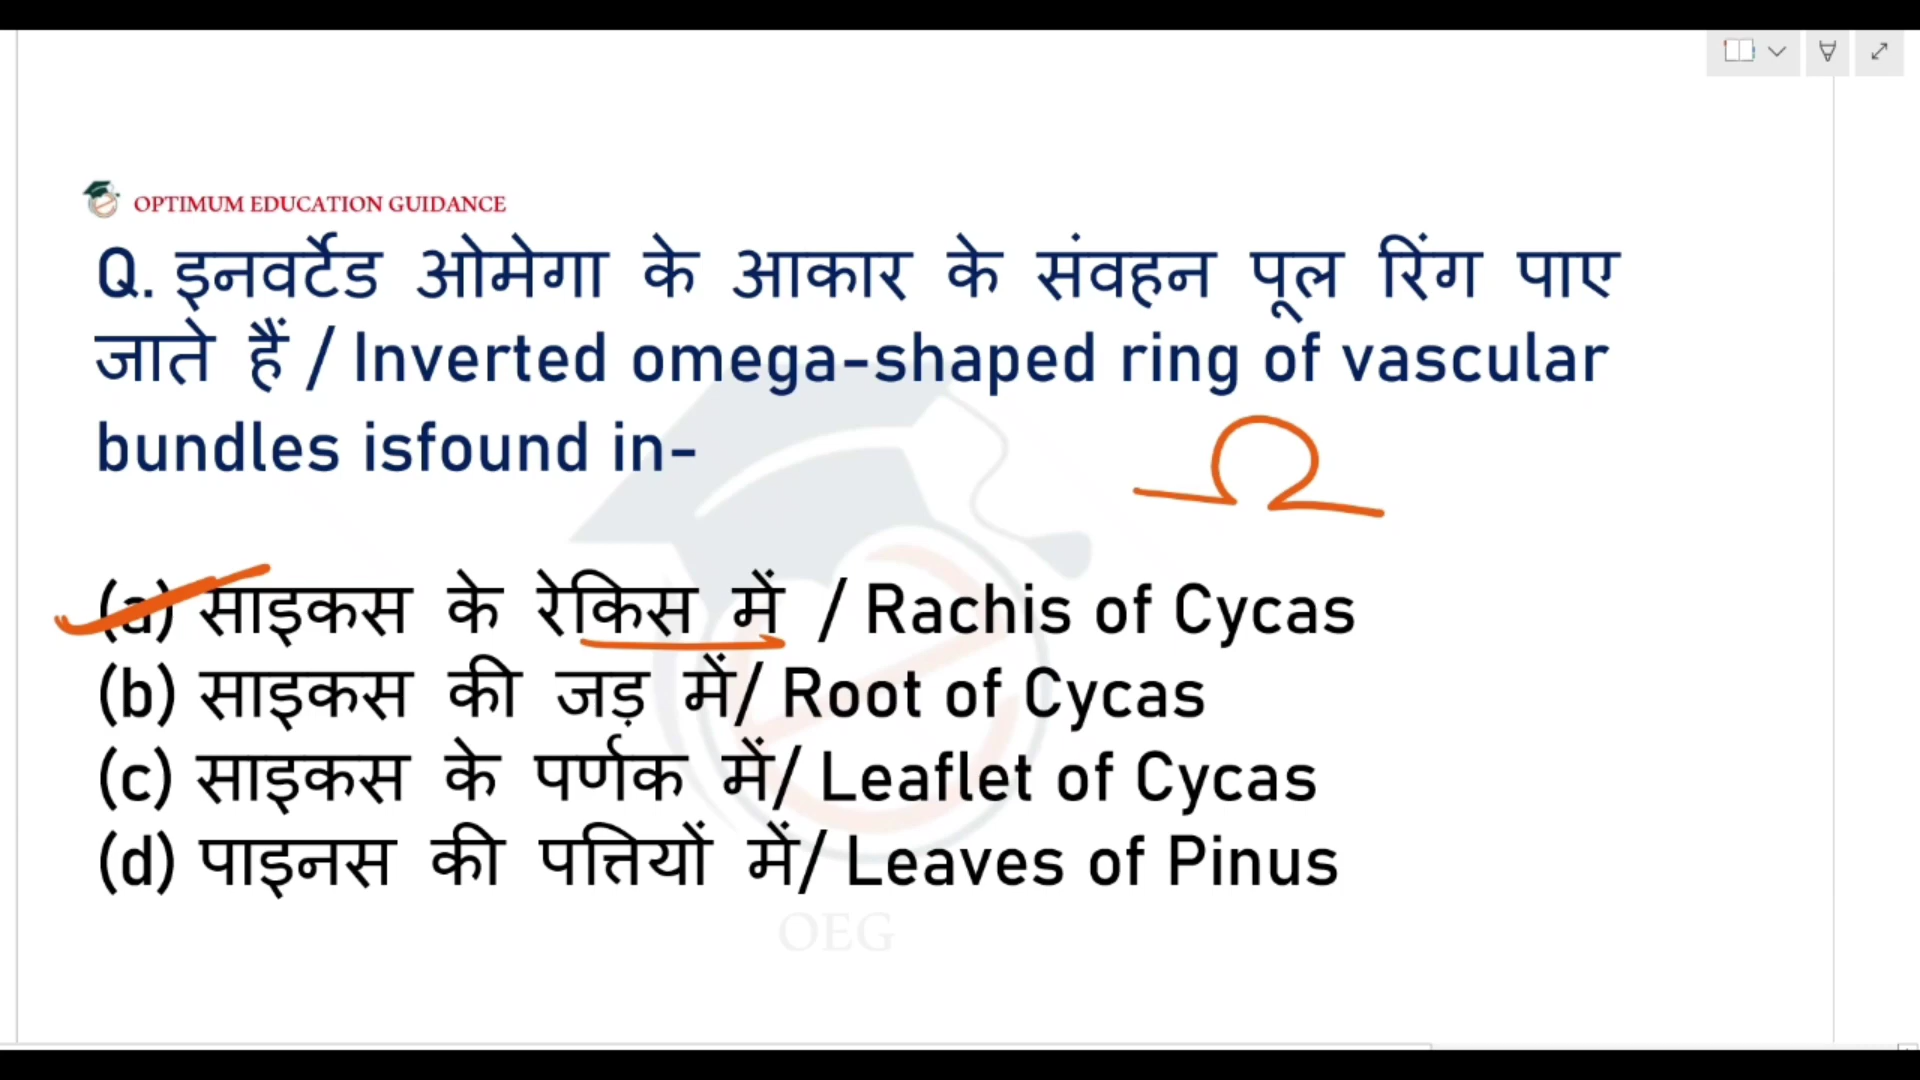 OPTIMUM EDUCATION GUIDANCE
Q. इनवर्टेड ओमेगा के आकार के संवहन पूल रिंग पाए
जाते हैं / Inverted omega-shaped ring of vascular
bundles isfound in-
(a) साइकस के रेकिस में / Rachis of Cycas
(b) साइकस की जड़ में/ Root of Cycas
(c) साइकस के पर्णक में/ Leaflet of Cycas
(d) पाइनस की पत्तियों में/ Leaves of Pinus
OEG